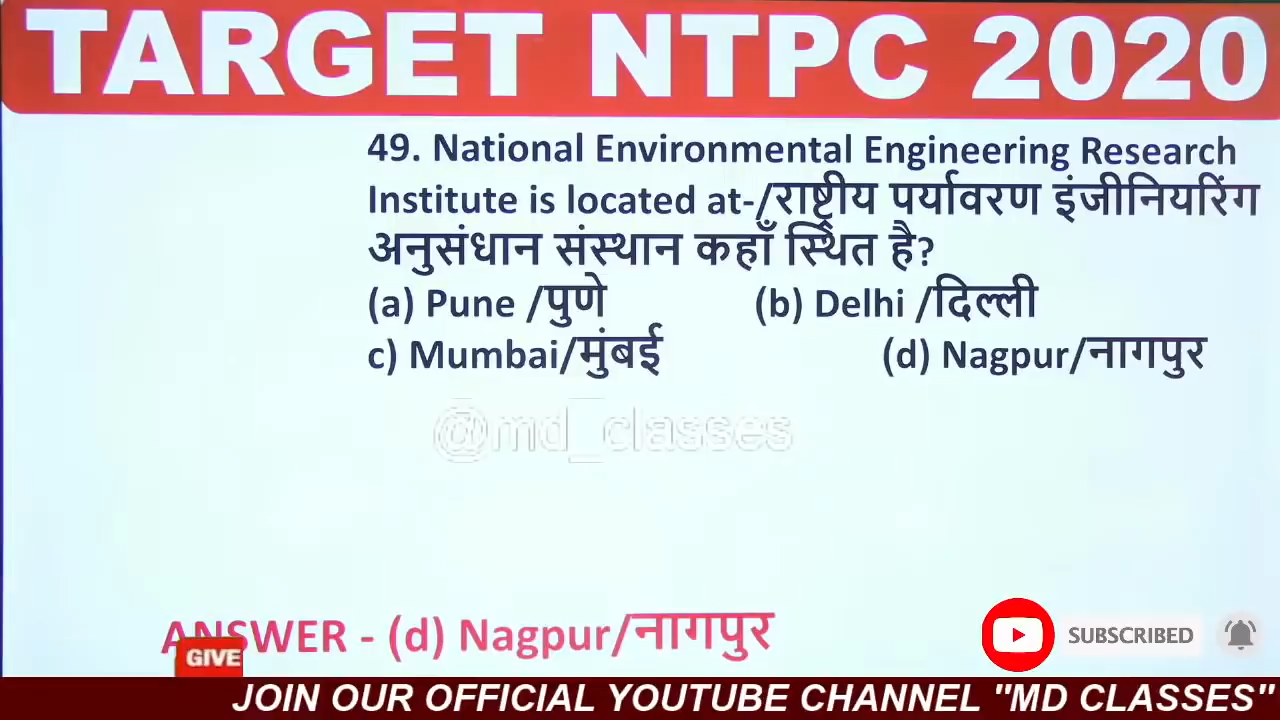 TARGET NTPC 2020
49. National Environmental Engineering Research
Institute is located at-/राष्ट्रीय पर्यावरण इंजीनियरिंग
अनुसंधान संस्थान कहाँ स्थित है?
(a) Pune /पुणे (b) Delhi /दिल्ली
c) Mumbai/मुंबई (d) Nagpur/नागपुर
@md_classes
ANSWER - (d) Nagpur/नागपुर
GIVE
SUBSCRIBED
JOIN OUR OFFICIAL YOUTUBE CHANNEL "MD CLASSES"